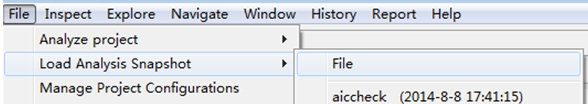 File Inspect Explore Navigate Window History Report Help
Analyze project
Load Analysis Snapshot File
Manage Project Configurations
aiccheck (2014-8-8 17:41:15)